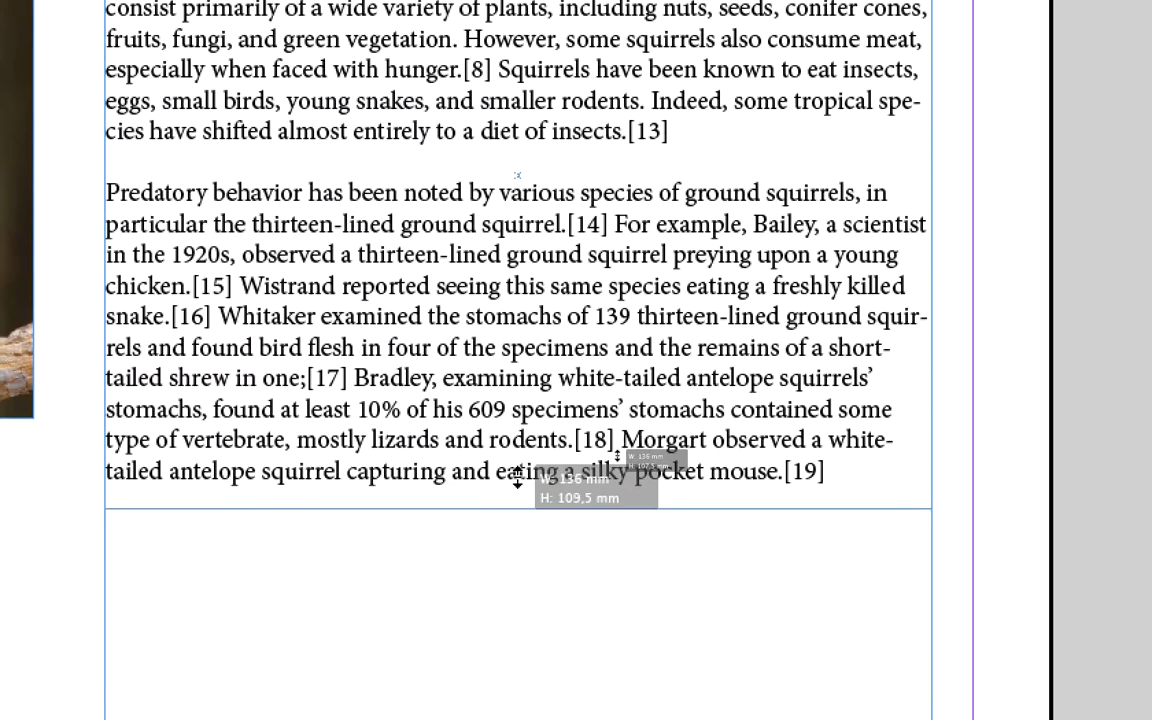 consist primarily of a wide variety of plants, including nuts, seeds, conifer cones,
fruits, fungi, and green vegetation. However, some squirrels also consume meat,
especially when faced with hunger.[8] Squirrels have been known to eat insects,
eggs, small birds, young snakes, and smaller rodents. Indeed, some tropical spe-
cies have shifted almost entirely to a diet of insects.[13]
Predatory behavior has been noted by various species of ground squirrels, in
particular the thirteen-lined ground squirrel.[14] For example, Bailey, a scientist
in the 1920s, observed a thirteen-lined ground squirrel preying upon a young
chicken.[15] Wistrand reported seeing this same species eating a freshly killed
snake.[16] Whitaker examined the stomachs of 139 thirteen-lined ground squir-
rels and found bird flesh in four of the specimens and the remains of a short-
tailed shrew in one;[17] Bradley, examining white-tailed antelope squirrels’
stomachs, found at least 10% of his 609 specimens’ stomachs contained some
type of vertebrate, mostly lizards and rodents.[18] Morgart observed a white-
W: 136 mm
H: 107,5 mm
tailed antelope squirrel capturing and eating a silky pocket mouse.[19]
W: 136 mm
H: 109,5 mm